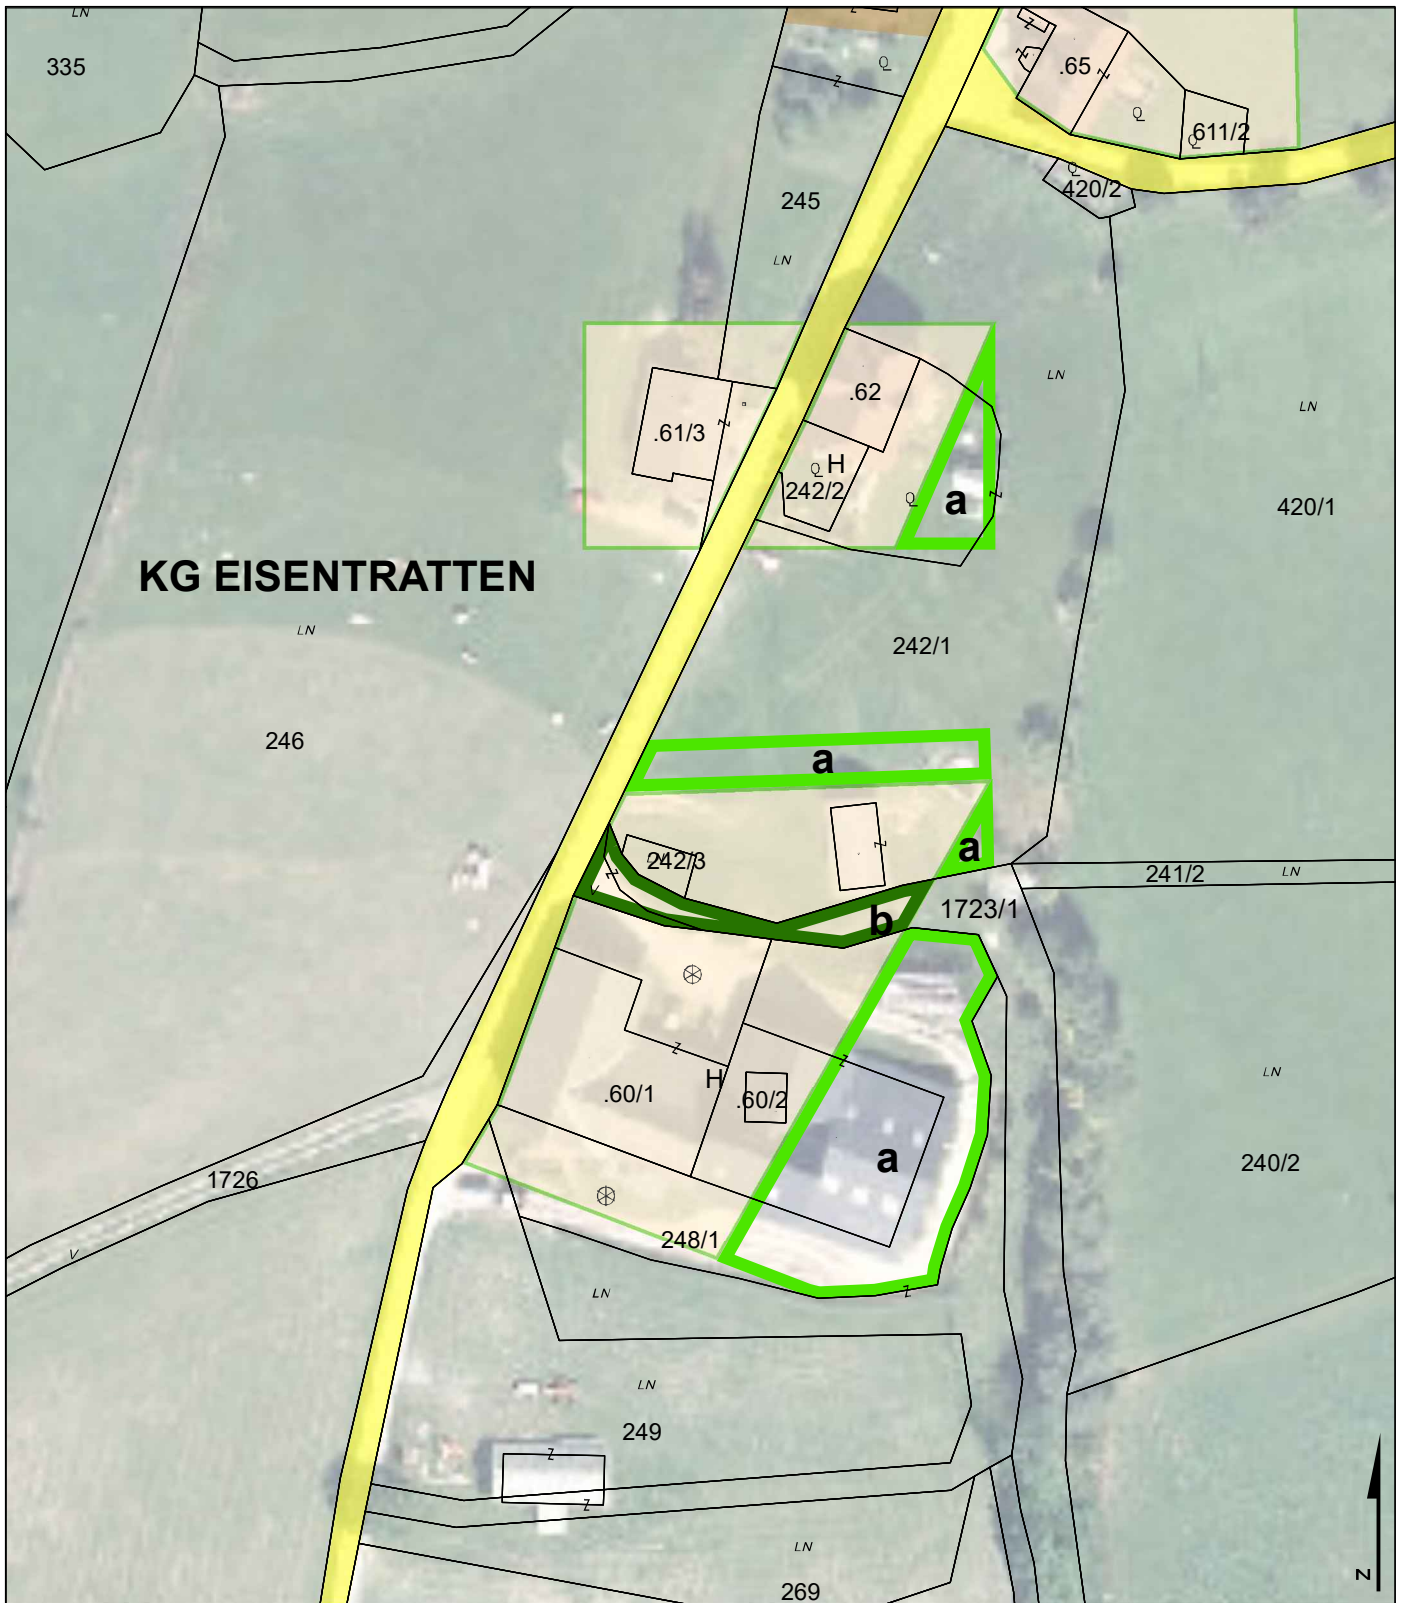 LN
335
Z
.65
Z
Z
Z
Q
Q
611/2
Q
Q
420/2
245
LN
LN
.62
LN
.61/3
Z
Q
H
242/2
Q
a
Z
420/1
KG EISENTRATTEN
LN
242/1
246
a
242/3
Z
Z
a
241/2
LN
b
1723/1
Z
Z
H
LN
.60/1
.60/2
a
240/2
1726
248/1
V
LN
Z
LN
249
Z
Z
LN
269
N